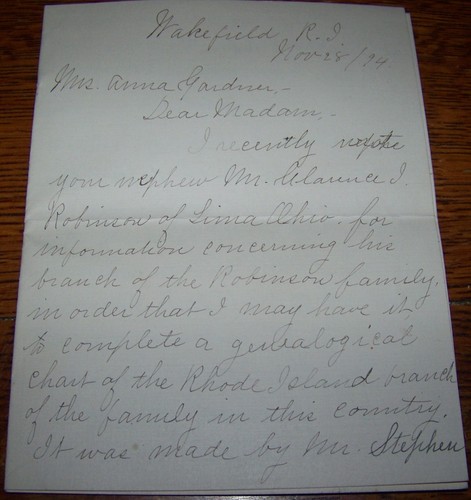 Wakefield R.I
Nov 28/94
Mrs. Anna Gardner,-
Dear Madam,-
I recently wrote
your nephew Mr. Clarence I.
Robinson of Lima Ohio. for
information concerning his
branch of the Robinson family,
in order that I may have it
to complete a genealogical
chart of the Rhode Island branch
of the family in this country.
It was made by Mr. Stephen